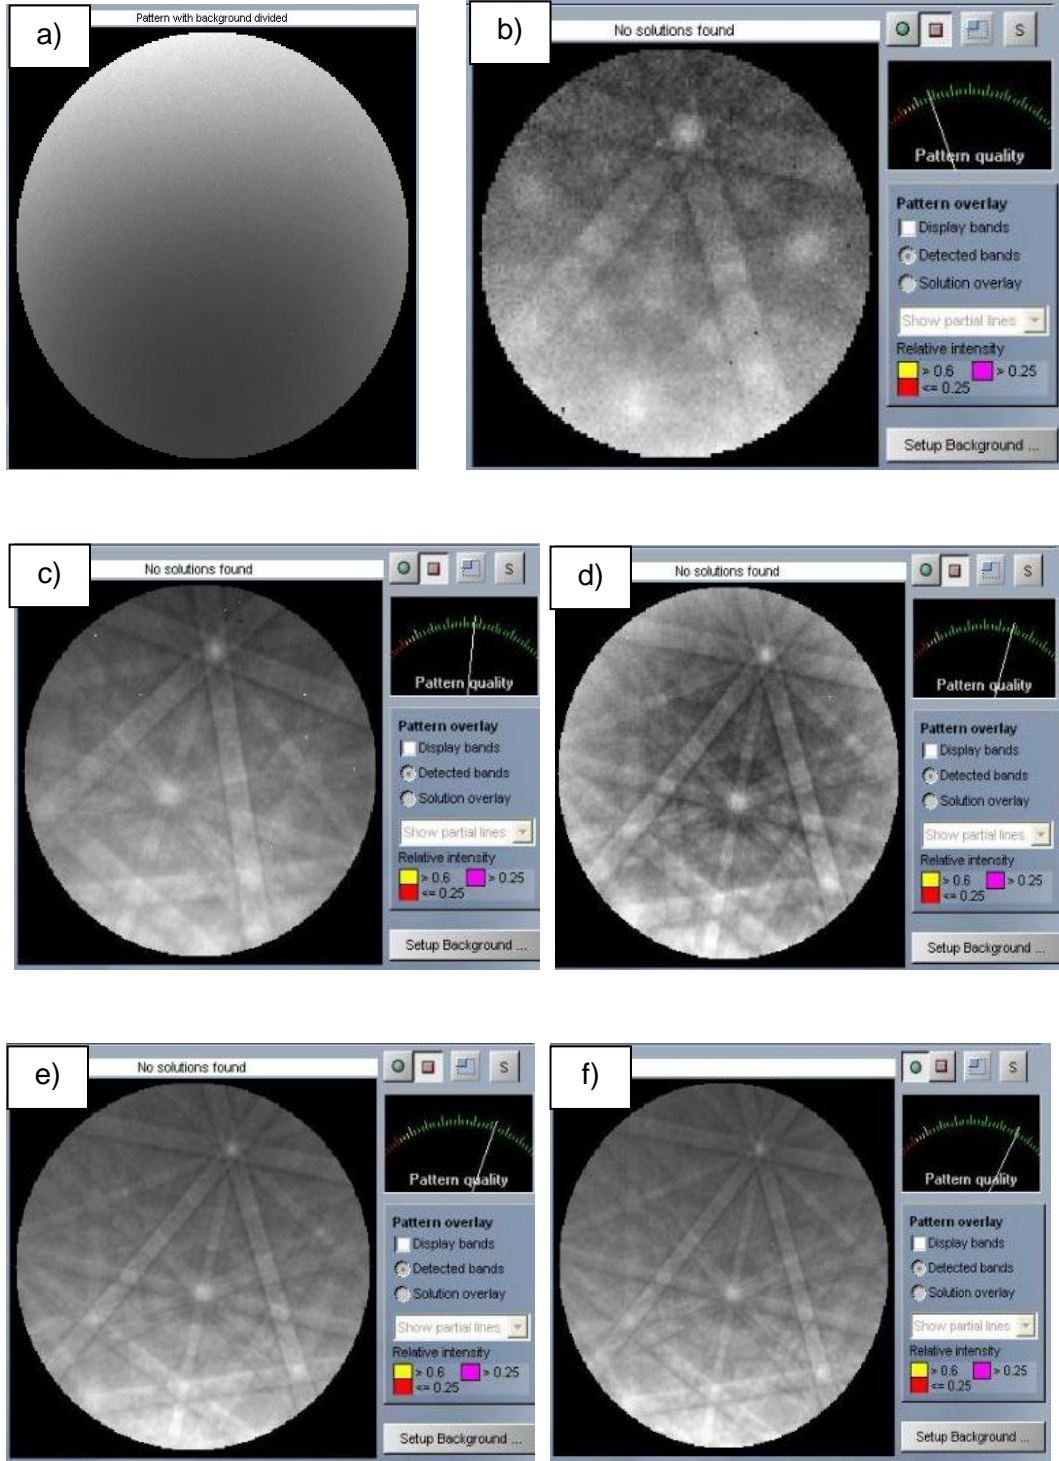 a)
Pattern with background divided
b)
No solutions found
S
Pattern quality
Pattern overlay
Display bands
Detected bands
Solution overlay
Show partial lines
Relative intensity
> 0.6 > 0.25
<= 0.25
Setup Background ...
c)
No solutions found
S
Pattern quality
Pattern overlay
Display bands
Detected bands
Solution overlay
Show partial lines
Relative intensity
> 0.6 > 0.25
<= 0.25
Setup Background ...
d)
No solutions found
S
Pattern quality
Pattern overlay
Display bands
Detected bands
Solution overlay
Show partial lines
Relative intensity
> 0.6 > 0.25
<= 0.25
Setup Background ...
e)
No solutions found
S
Pattern quality
Pattern overlay
Display bands
Detected bands
Solution overlay
Show partial lines
Relative intensity
> 0.6 > 0.25
<= 0.25
Setup Background ...
f)
S
Pattern quality
Pattern overlay
Display bands
Detected bands
Solution overlay
Show partial lines
Relative intensity
> 0.6 > 0.25
<= 0.25
Setup Background ...